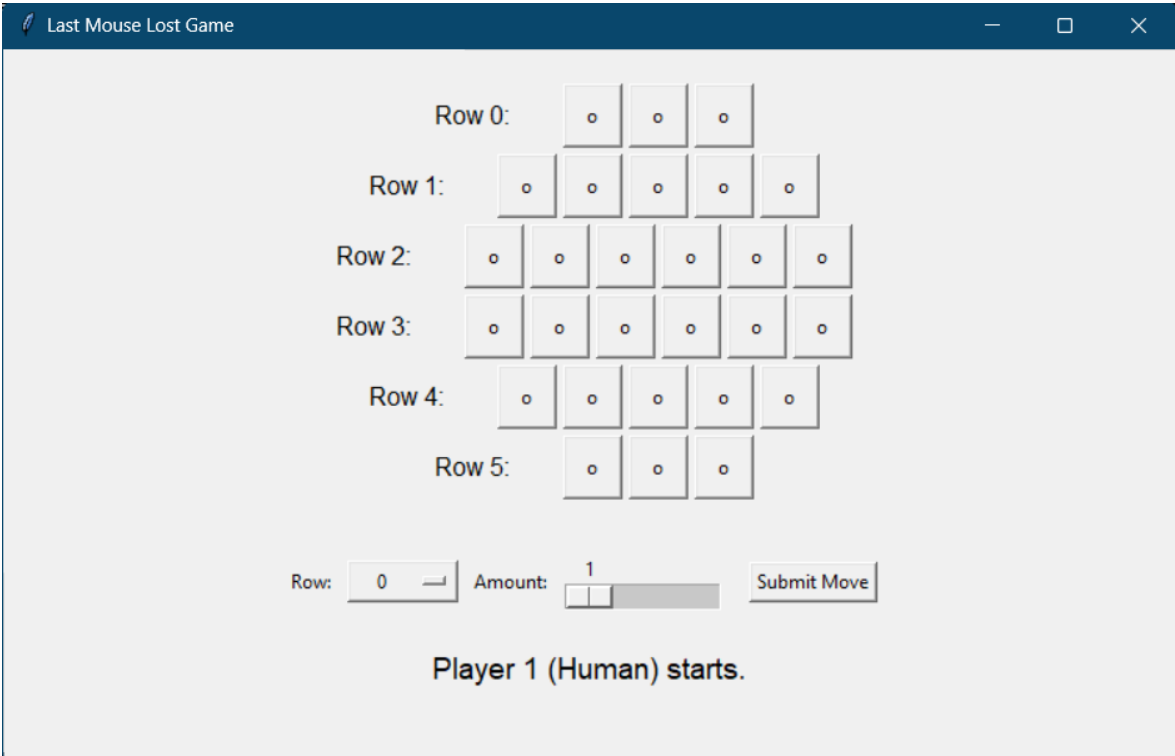 Last Mouse Lost Game
Row 0: o o o
Row 1: o o o o o
Row 2: o o o o o o
Row 3: o o o o o o
Row 4: o o o o o
Row 5: o o o
1
Row: 0 Amount: Submit Move
Player 1 (Human) starts.